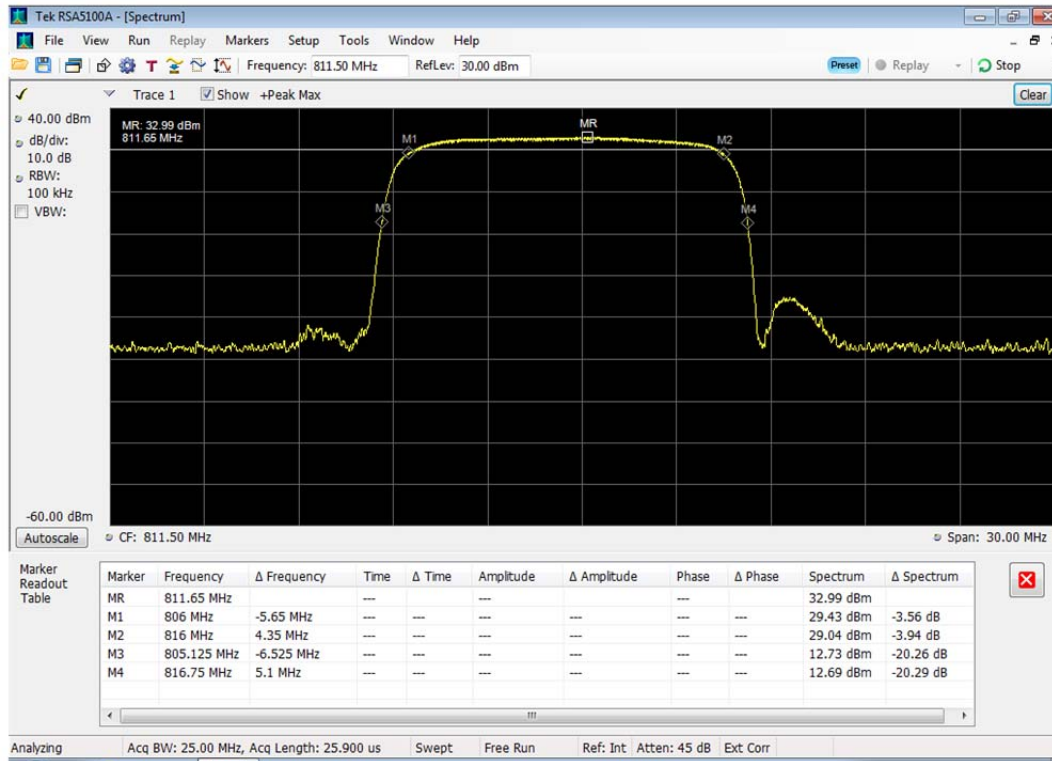 Tek RSA5100A - [Spectrum]
File View Run Replay Markers Setup Tools Window Help
T Frequency: 811.50 MHz RefLev: 30.00 dBm Preset Replay Stop
Trace 1 Show +Peak Max Clear
40.00 dBm
dB/div:
10.0 dB
RBW:
100 kHz
VBW:
-60.00 dBm
MR: 32.99 dBm
811.65 MHz
MR
M1 M2
M3 M4
Autoscale CF: 811.50 MHz Span: 30.00 MHz
Marker
Readout
Table
Marker Frequency Δ Frequency Time Δ Time Amplitude Δ Amplitude Phase Δ Phase Spectrum Δ Spectrum
MR 811.65 MHz --- --- --- 32.99 dBm
M1 806 MHz -5.65 MHz --- --- --- --- --- --- 29.43 dBm -3.56 dB
M2 816 MHz 4.35 MHz --- --- --- --- --- --- 29.04 dBm -3.94 dB
M3 805.125 MHz -6.525 MHz --- --- --- --- --- --- 12.73 dBm -20.26 dB
M4 816.75 MHz 5.1 MHz --- --- --- --- --- --- 12.69 dBm -20.29 dB
Analyzing Acq BW: 25.00 MHz, Acq Length: 25.900 us Swept Free Run Ref: Int Atten: 45 dB Ext Corr